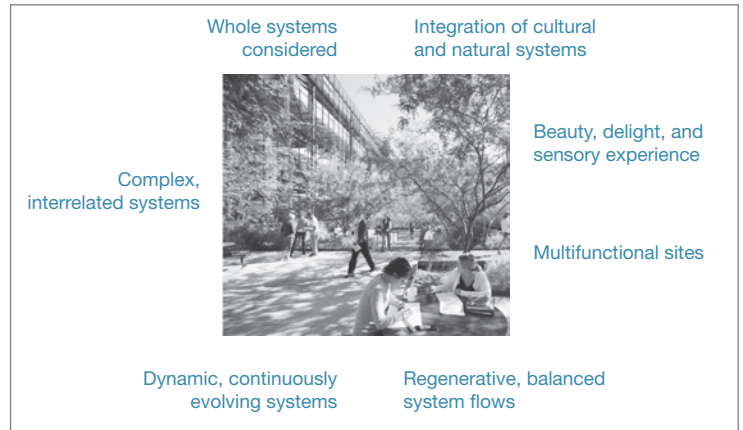 Whole systems
considered
Integration of cultural
and natural systems
Beauty, delight, and
sensory experience
Complex,
interrelated systems
Multifunctional sites
Dynamic, continuously
evolving systems
Regenerative, balanced
system flows